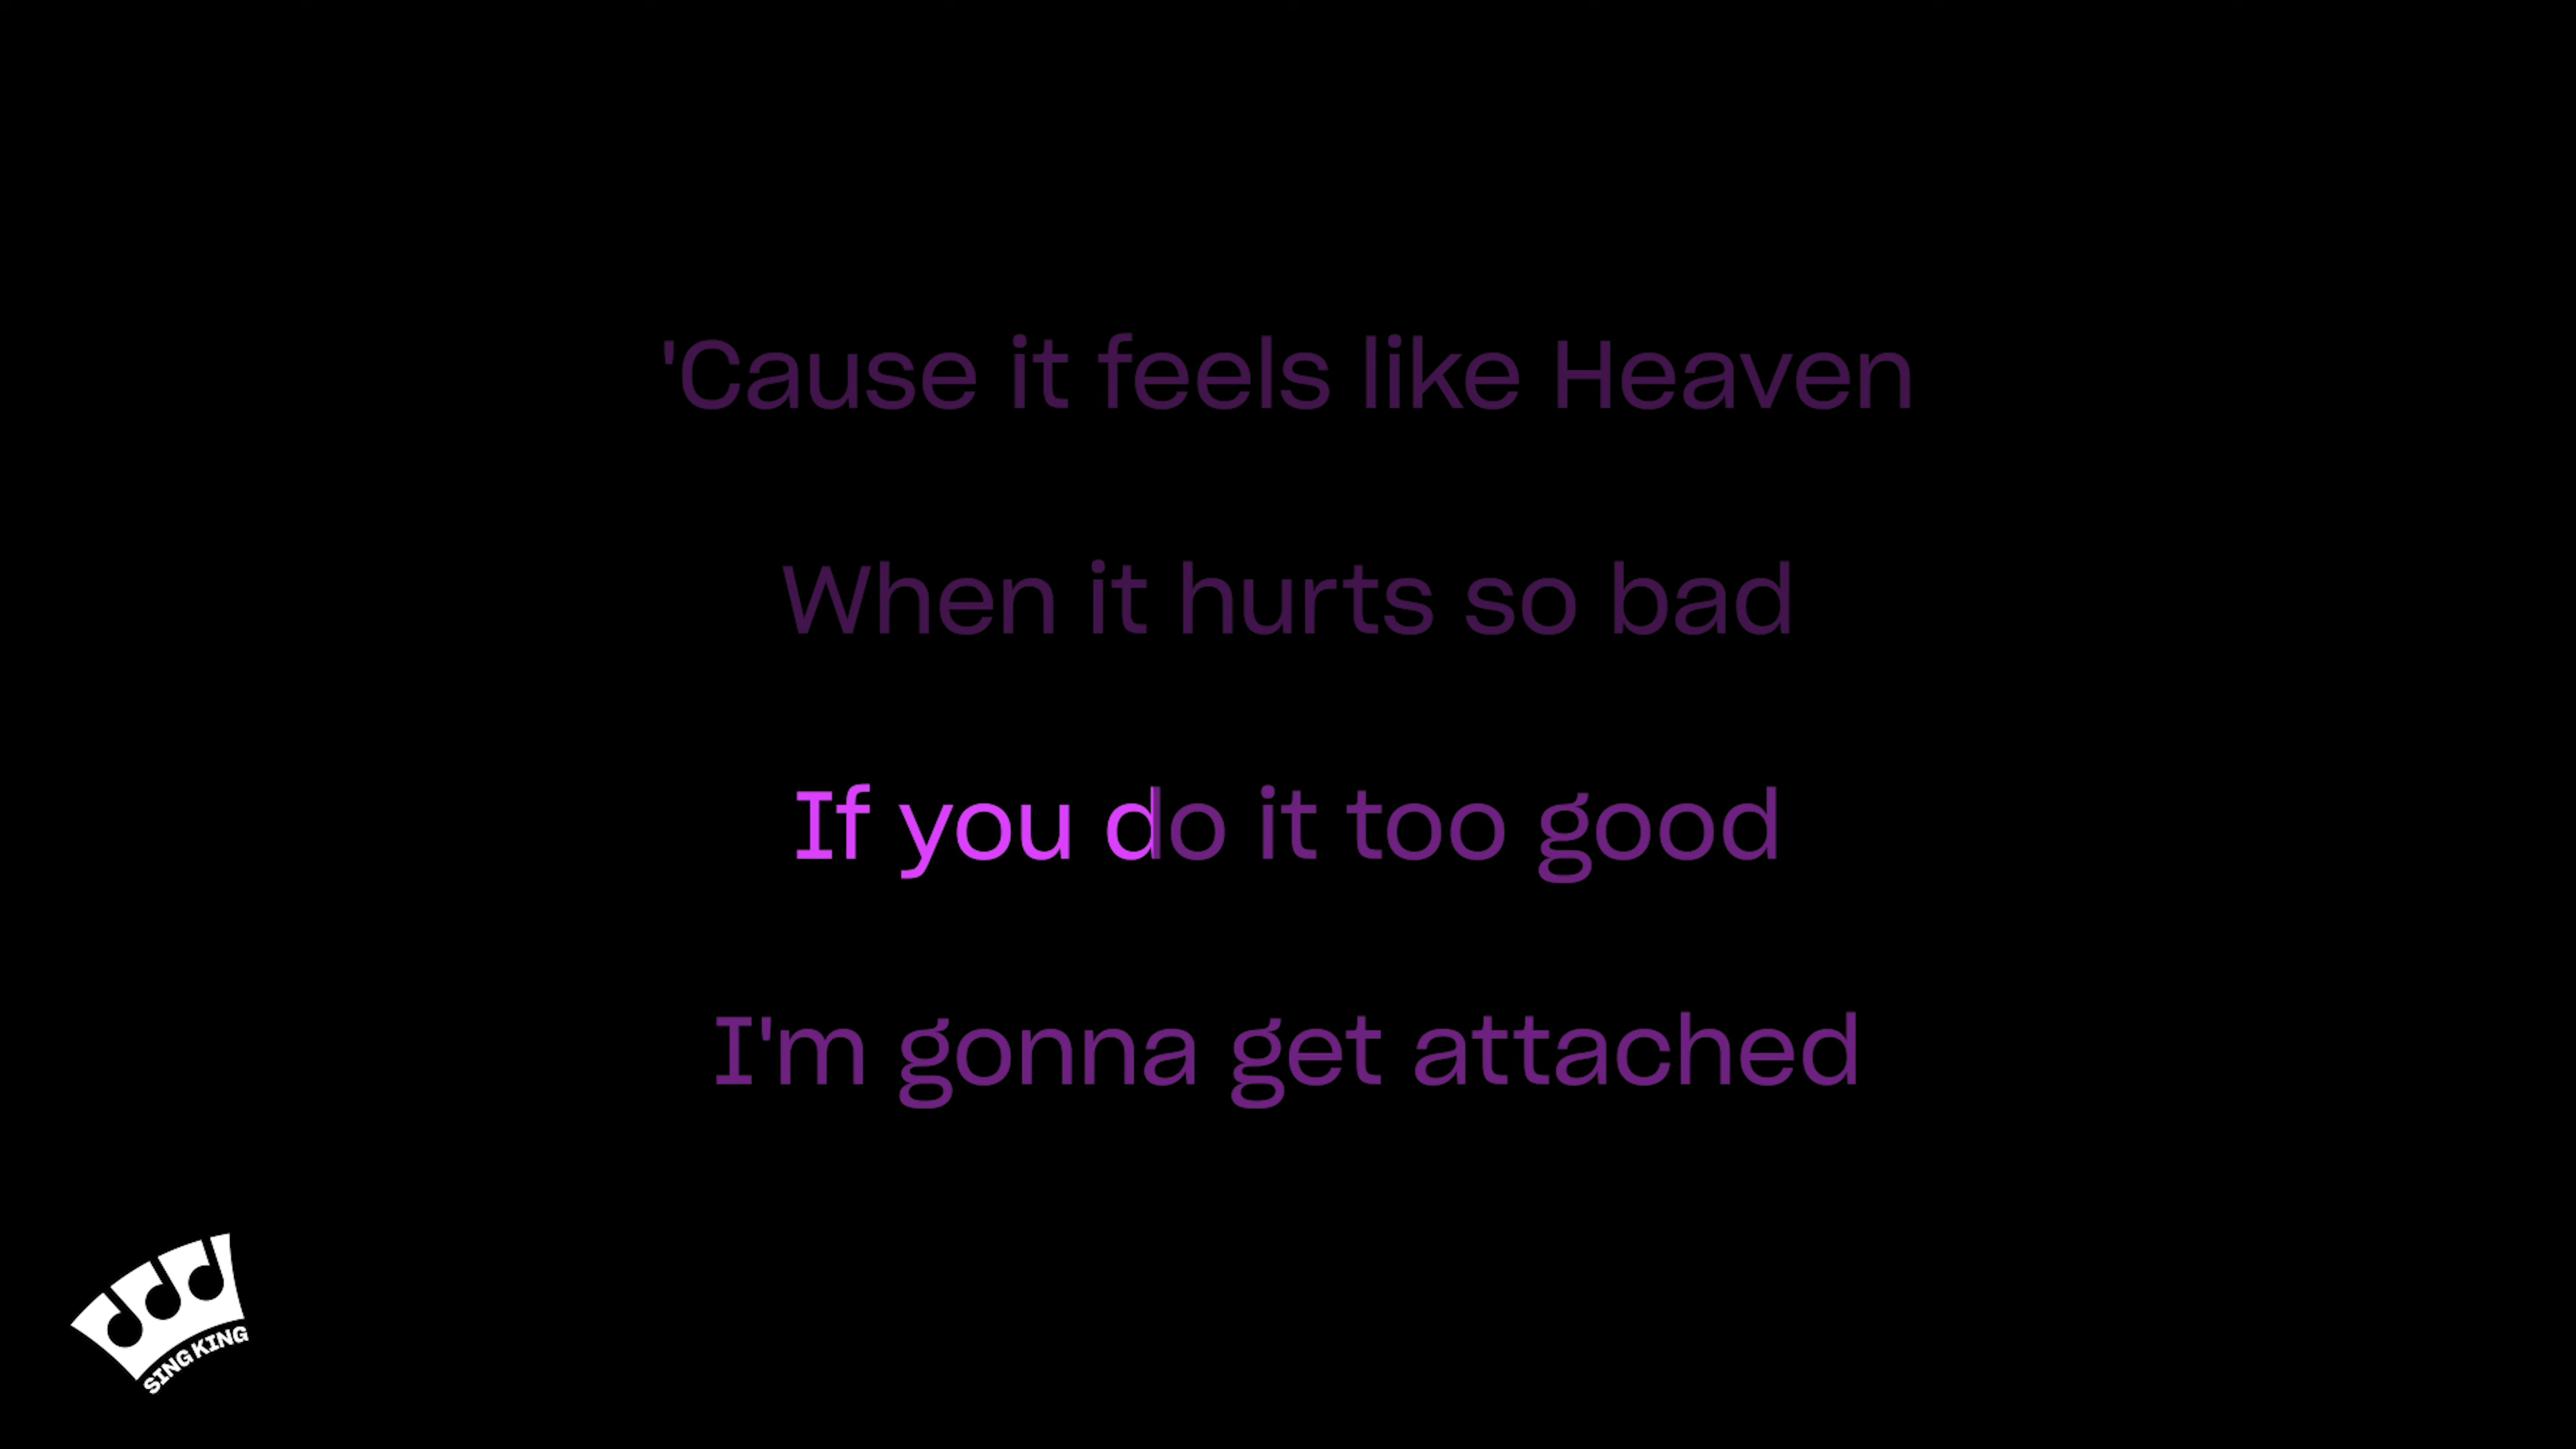 'Cause it feels like Heaven
When it hurts so bad
If you do it too good
I'm gonna get attached
SING KING